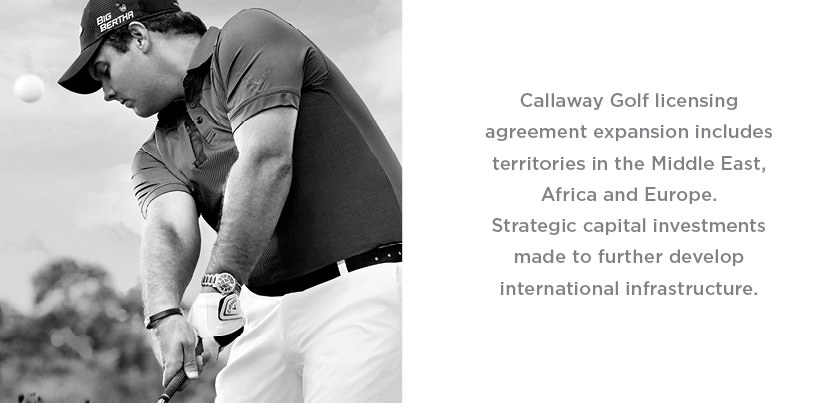 BIG
BERTHA
Callaway Golf licensing
agreement expansion includes
territories in the Middle East,
Africa and Europe.
Strategic capital investments
made to further develop
international infrastructure.